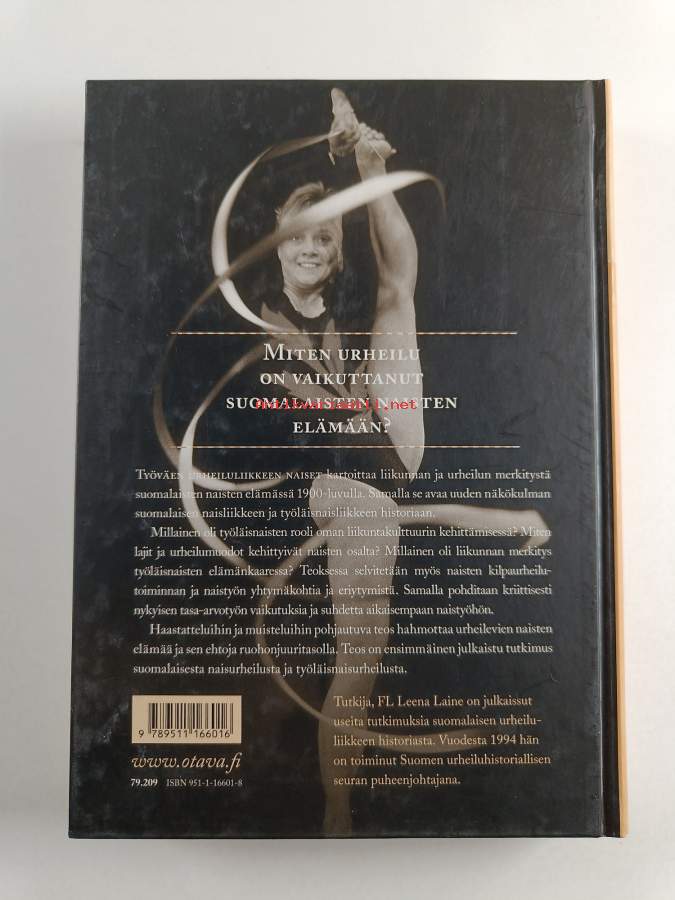 MITEN URHEILU
ON VAIKUTTANUT
SUOMALAISTEN NAISTEN
Antikvariaatti.net
ELÄMÄÄN?
TYÖVÄEN URHEILULIIKKEEN NAISET kartoittaa liikunnan ja urheilun merkitystä
suomalaisten naisten elämässä 1900-luvulla. Samalla se avaa uuden näkökulman
suomalaisen naisliikkeen ja työläisnaisliikkeen historiaan.
Millainen oli työläisnaisten rooli oman liikuntakulttuurin kehittämisessä? Miten
lajit ja urheilumuodot kehittyivät naisten osalta? Millainen oli liikunnan merkitys
työläisnaisten elämänkaaressa? Teoksessa selvitetään myös naisten kilpaurheilu-
toiminnan ja naistyön yhtymäkohtia ja eriytymistä. Samalla pohditaan kriittisesti
nykyisen tasa-arvotyön vaikutuksia ja suhdetta aikaisempaan naistyöhön.
Haastatteluihin ja muisteluihin pohjautuva teos hahmottaa urheilevien naisten
elämää ja sen ehtoja ruohonjuuritasolla. Teos on ensimmäinen julkaistu tutkimus
suomalaisesta naisurheilusta ja työläisnaisurheilusta.
Tutkija, FL Leena Laine on julkaissut
useita tutkimuksia suomalaisen urheilu-
liikkeen historiasta. Vuodesta 1994 hän
on toiminut Suomen urheiluhistoriallisen
seuran puheenjohtajana.
9 789511 166016
www.otava.fi
79.209 ISBN 951-1-16601-8